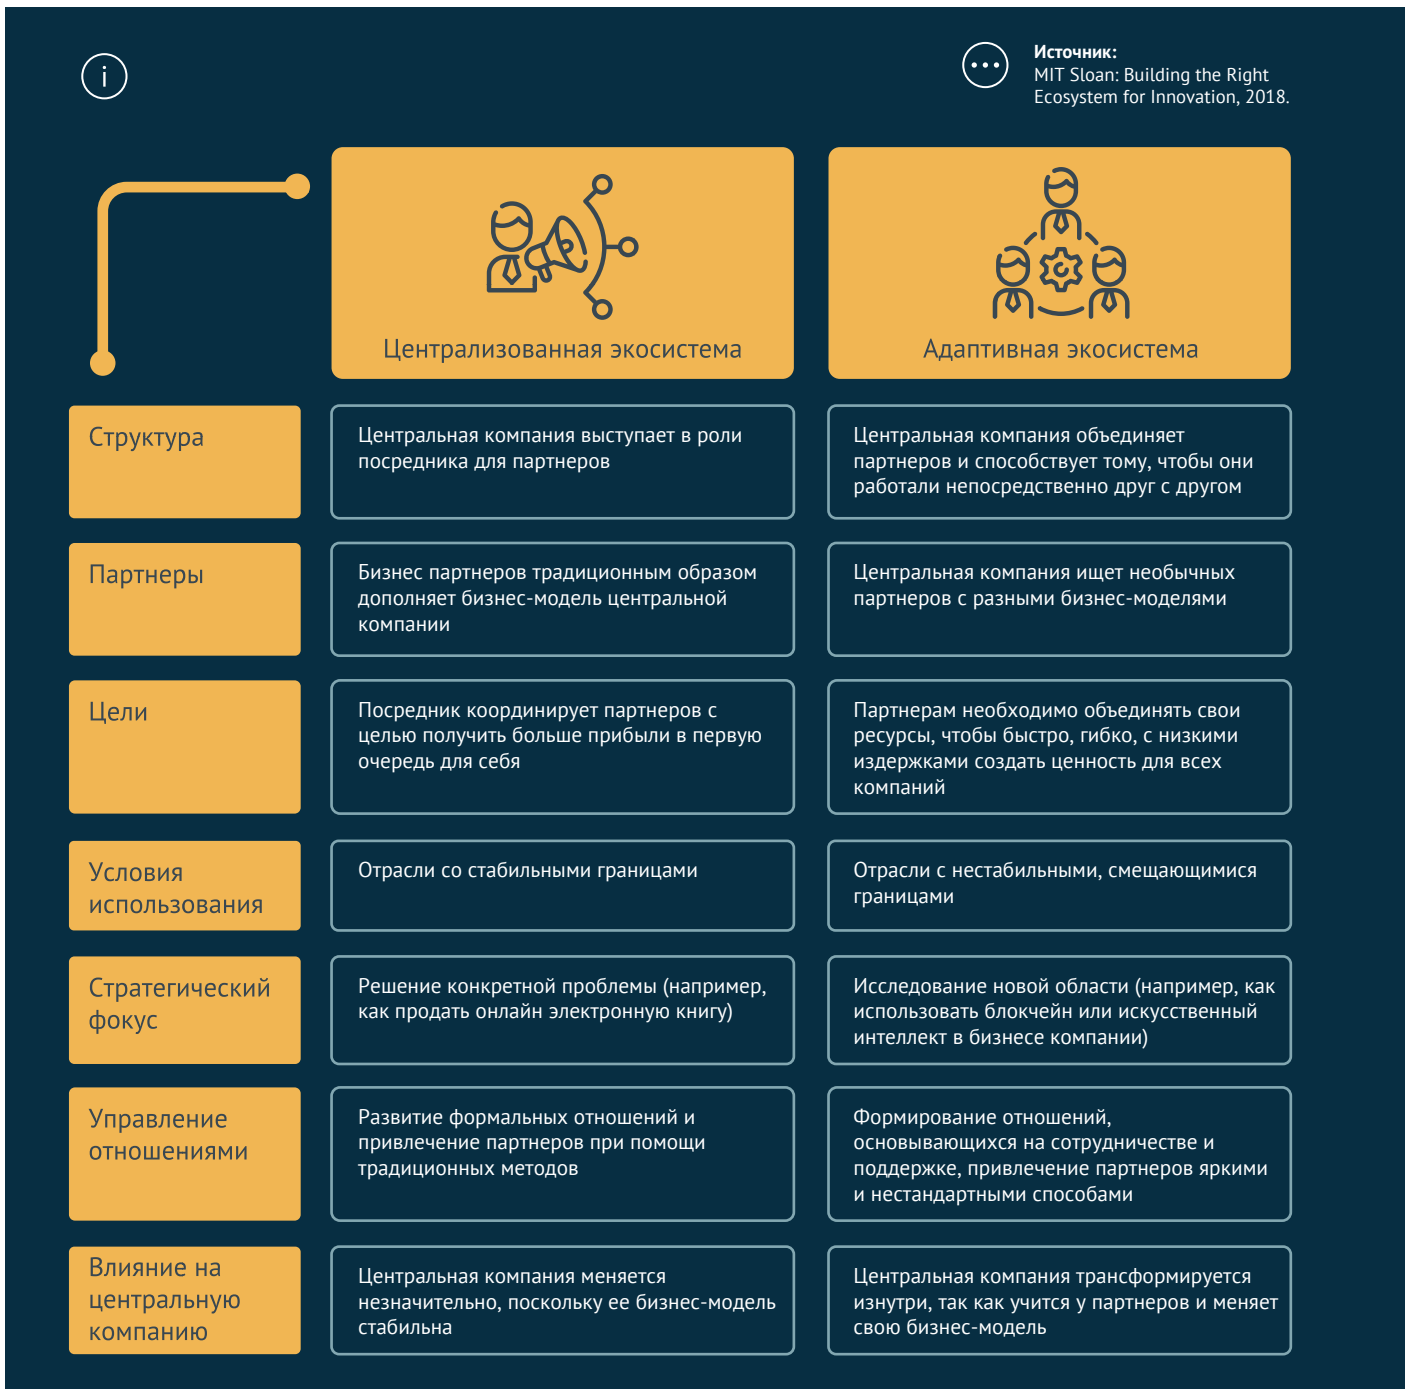 i
Источник:
MIT Sloan: Building the Right
Ecosystem for Innovation, 2018.
Централизованная экосистема
Адаптивная экосистема
Структура
Центральная компания выступает в роли
посредника для партнеров
Центральная компания объединяет
партнеров и способствует тому, чтобы они
работали непосредственно друг с другом
Партнеры
Бизнес партнеров традиционным образом
дополняет бизнес-модель центральной
компании
Центральная компания ищет необычных
партнеров с разными бизнес-моделями
Цели
Посредник координирует партнеров с
целью получить больше прибыли в первую
очередь для себя
Партнерам необходимо объединять свои
ресурсы, чтобы быстро, гибко, с низкими
издержками создать ценность для всех
компаний
Условия
использования
Отрасли со стабильными границами
Отрасли с нестабильными, смещающимися
границами
Стратегический
фокус
Решение конкретной проблемы (например,
как продать онлайн электронную книгу)
Исследование новой области (например, как
использовать блокчейн или искусственный
интеллект в бизнесе компании)
Управление
отношениями
Развитие формальных отношений и
привлечение партнеров при помощи
традиционных методов
Формирование отношений,
основывающихся на сотрудничестве и
поддержке, привлечение партнеров яркими
и нестандартными способами
Влияние на
центральную
компанию
Центральная компания меняется
незначительно, поскольку ее бизнес-модель
стабильна
Центральная компания трансформируется
изнутри, так как учится у партнеров и меняет
свою бизнес-модель